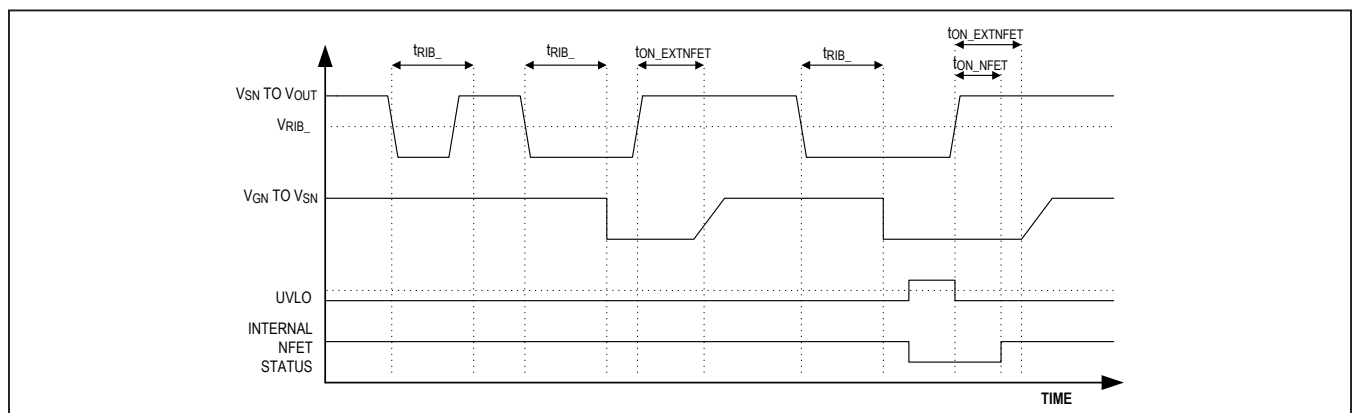 tON_EXTNFET
tRIB_ tRIB_ tON_EXTNFET tRIB_ tON_NFET
VSN TO VOUT
VRIB_
VGN TO VSN
UVLO
INTERNAL
NFET
STATUS
TIME